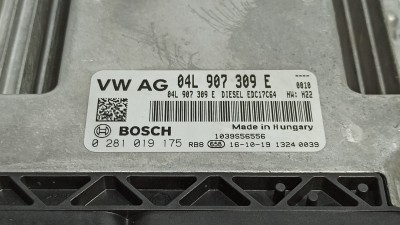 VW AG 04L 907 309 E 0010
04L 907 309 E DIESEL EDC17C64 HW: H22
Made in Hungary
BOSCH 1039S56556
0 281 019 175 RB8 658 16-10-19 1324 0039